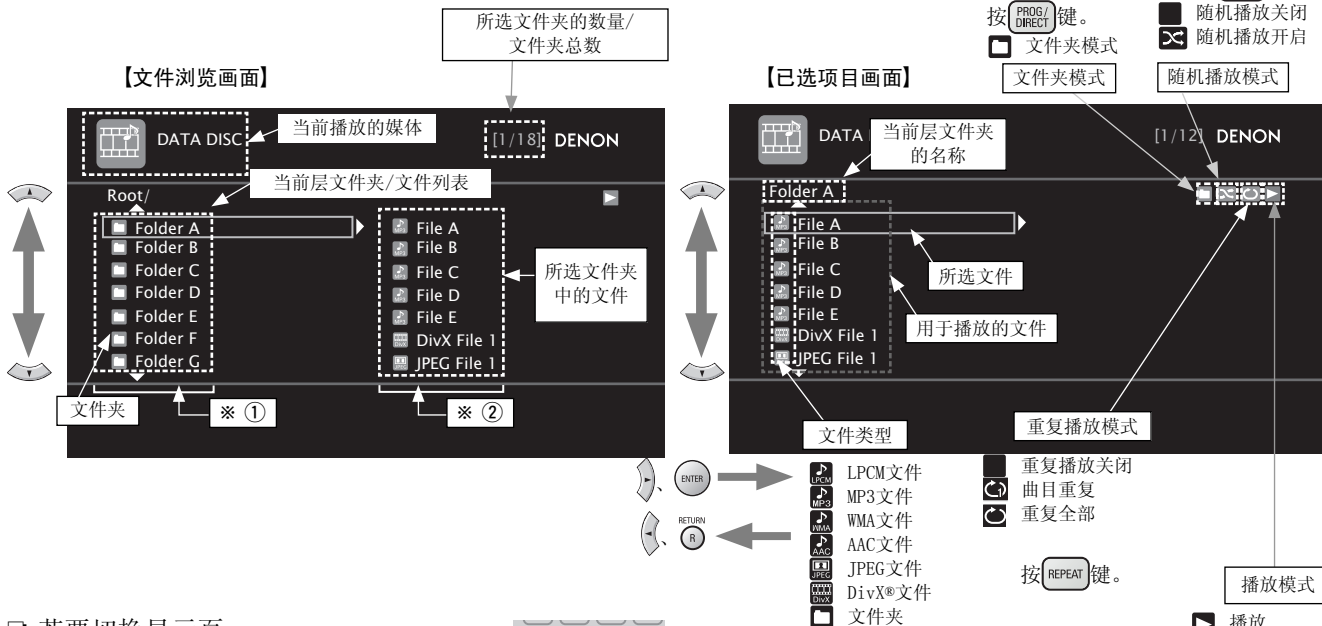 所选文件夹的数量/
文件夹总数
按 PROG/
DIRECT 键。
文件夹模式
随机播放关闭
随机播放开启
【文件浏览画面】
【已选项目画面】
文件夹模式
随机播放模式
DATA DISC
当前播放的媒体
[1/18] DENON
当前层文件夹/文件列表
Root/
Folder A
Folder B
Folder C
Folder D
Folder E
Folder F
Folder G
File A
File B
File C
File D
File E
DivX File 1
JPEG File 1
所选文件夹
中的文件
文件夹
※ ①
※ ②
DATA
当前层文件夹
的名称
[1/12] DENON
Folder A
File A
File B
File C
File D
File E
DivX File 1
JPEG File 1
所选文件
用于播放的文件
文件类型
重复播放模式
、 ENTER
、 RETURN
R
LPCM LPCM文件
MP3 MP3文件
WMA WMA文件
AAC AAC文件
JPEG JPEG文件
DivX DivX®文件
文件夹
重复播放关闭
曲目重复
重复全部
按 REPEAT 键。
播放模式
播放